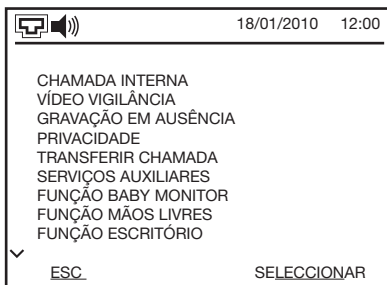 18/01/2010 12:00
CHAMADA INTERNA
VÍDEO VIGILÂNCIA
GRAVAÇÃO EM AUSÊNCIA
PRIVACIDADE
TRANSFERIR CHAMADA
SERVIÇOS AUXILIARES
FUNÇÃO BABY MONITOR
FUNÇÃO MÃOS LIVRES
FUNÇÃO ESCRITÓRIO
ESC SELECCIONAR